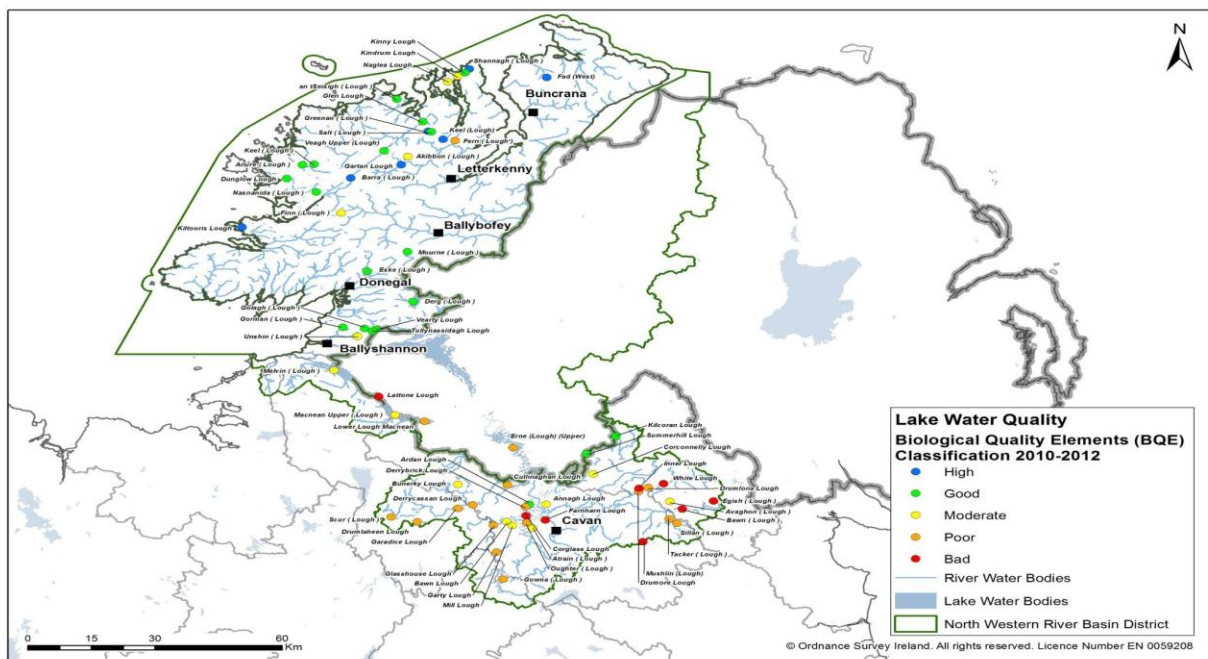 N
Kinny Lough
Kindrum Lough
Shannagh ( Lough )
Naglea Lough
Fad (West)
an tSeisigh ( Lough )
Buncrana
Glen Lough
Greenan ( Lough )
Salt ( Lough )
Keel (Lough)
Veagh Upper (Lough)
Fern (Lough )
Keel ( Lough )
Akibbon ( Lough )
Anure ( Lough )
Gartan Lough
Letterkenny
Dunglow Lough
Barra ( Lough )
Nasnahida ( Lough )
Finn ( Lough )
Kiltooris Lough
Ballybofey
Mourne ( Lough )
Eske ( Lough )
Donegal
Golagh ( Lough )
Derg ( Lough )
Gorman ( Lough )
Vearty Lough
Tullynassidagh Lough
Unshin ( Lough )
Ballyshannon
Melvin ( Lough )
Lattone Lough
Macnean Upper ( Lough )
Lower Lough Macnean
Kilcoran Lough
Erne (Lough) (Upper)
Summerhill Lough
Corconnelly Lough
Ardan Lough
Inner Lough
Derrybrick Lough
Cullinaghan Lough
White Lough
Bunerky Lough
Drumlona Lough
Derrycassan Lough
Annagh Lough
Egish ( Lough )
Farnham Lough
Avaghon ( Lough )
Scur ( Lough )
Cavan
Bawn ( Lough )
Drumlaheen Lough
Sillan ( Lough )
Garadice Lough
Corglass Lough
Tacker ( Lough )
Atrain ( Lough )
Glasshouse Lough
Oughter ( Lough )
Mushlin (Lough)
Bawn Lough
Gowna ( Lough )
Drumore Lough
Garty Lough
Mill Lough
Lake Water Quality
Biological Quality Elements (BQE)
Classification 2010-2012
High
Good
Moderate
Poor
Bad
River Water Bodies
Lake Water Bodies
North Western River Basin District
0 15 30 60
Km
© Ordnance Survey Ireland. Licence Number EN 0059208